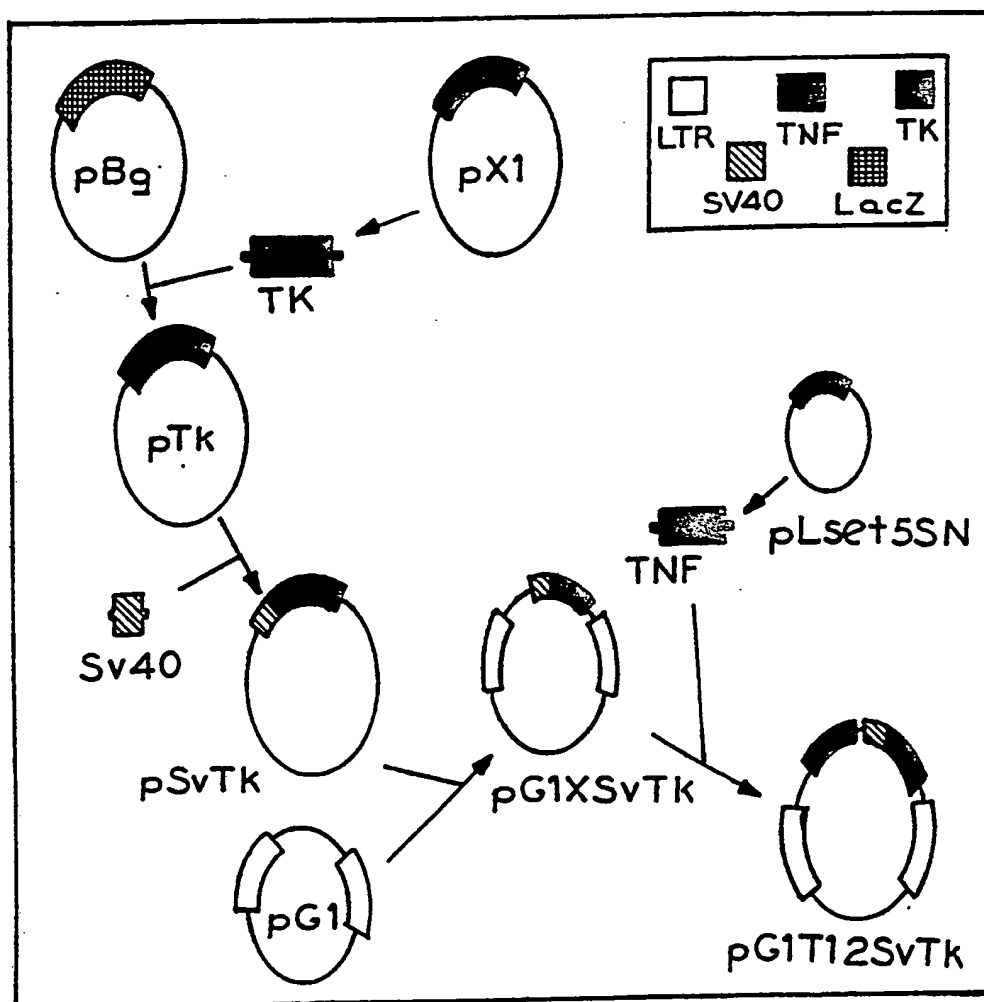 pBg
pX1
LTR
TNF
TK
SV40
LacZ
TK
pTk
pLset5SN
TNF
Sv40
pSvTk
pG1XSvTk
pG1
pG1T12SvTk